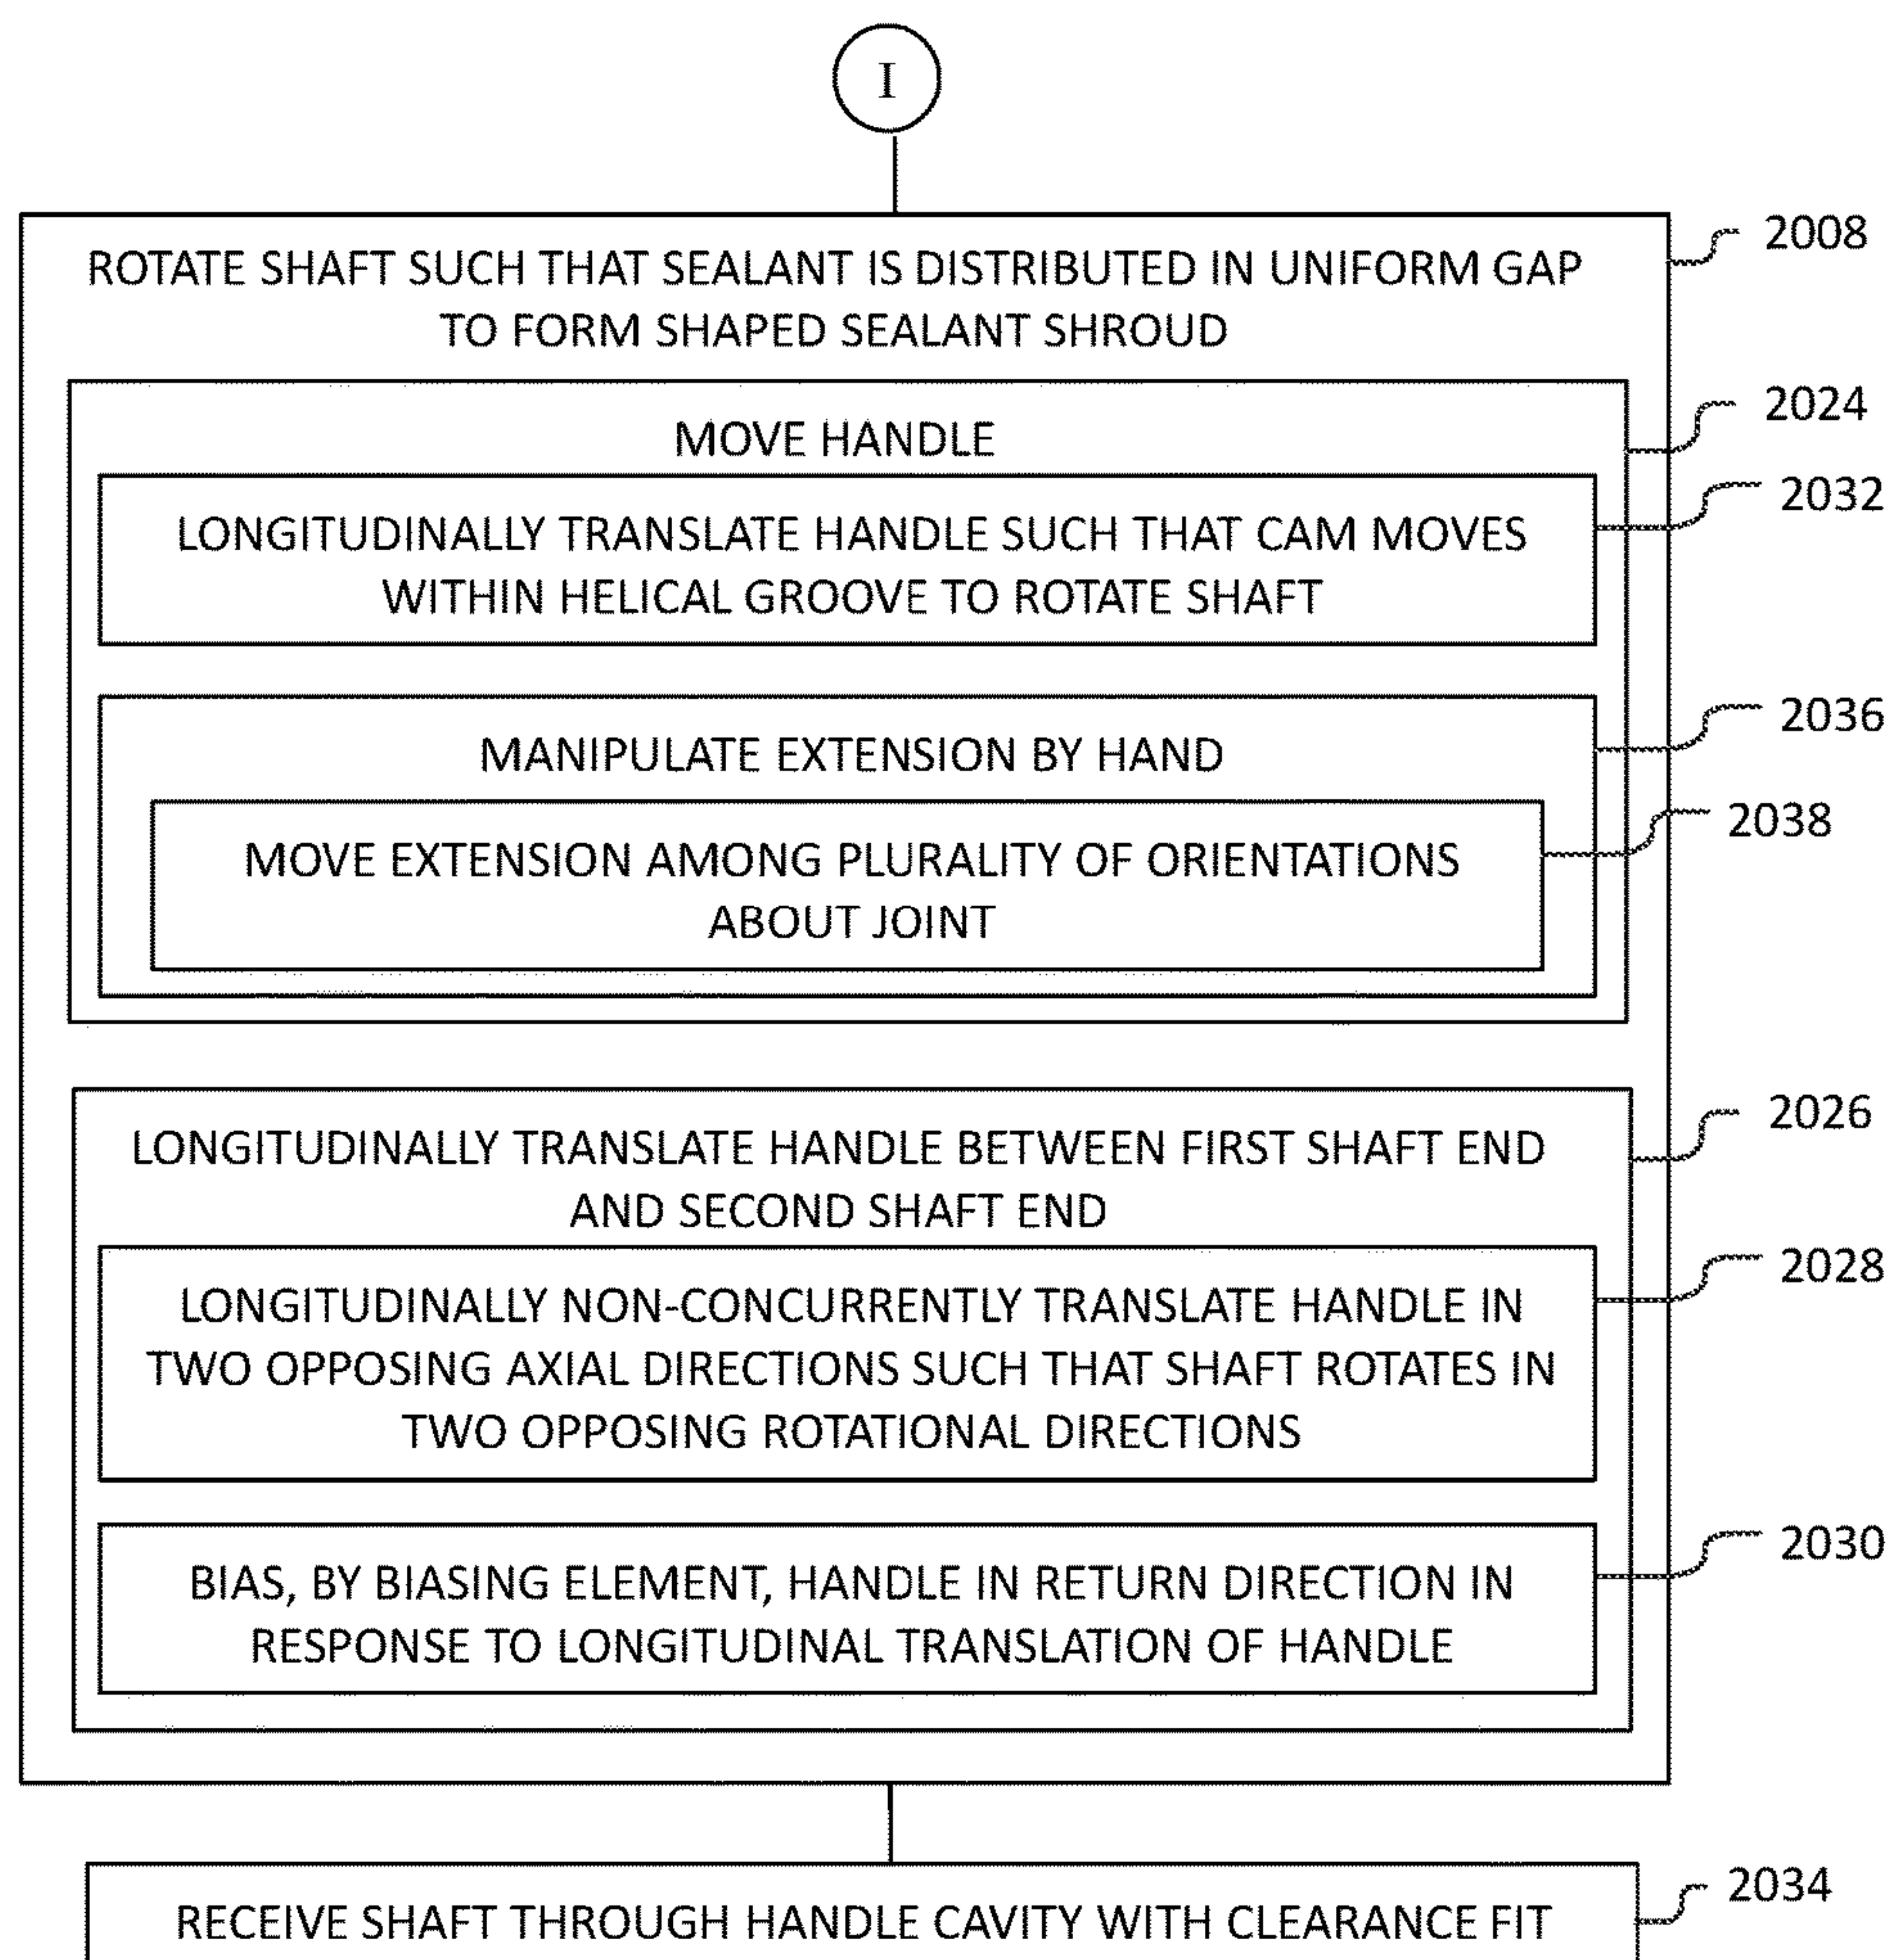 I
ROTATE SHAFT SUCH THAT SEALANT IS DISTRIBUTED IN UNIFORM GAP
TO FORM SHAPED SEALANT SHROUD
2008
MOVE HANDLE
2024
LONGITUDINALLY TRANSLATE HANDLE SUCH THAT CAM MOVES
WITHIN HELICAL GROOVE TO ROTATE SHAFT
2032
MANIPULATE EXTENSION BY HAND
2036
MOVE EXTENSION AMONG PLURALITY OF ORIENTATIONS
ABOUT JOINT
2038
LONGITUDINALLY TRANSLATE HANDLE BETWEEN FIRST SHAFT END
AND SECOND SHAFT END
2026
LONGITUDINALLY NON-CONCURRENTLY TRANSLATE HANDLE IN
TWO OPPOSING AXIAL DIRECTIONS SUCH THAT SHAFT ROTATES IN
TWO OPPOSING ROTATIONAL DIRECTIONS
2028
BIAS, BY BIASING ELEMENT, HANDLE IN RETURN DIRECTION IN
RESPONSE TO LONGITUDINAL TRANSLATION OF HANDLE
2030
RECEIVE SHAFT THROUGH HANDLE CAVITY WITH CLEARANCE FIT
2034